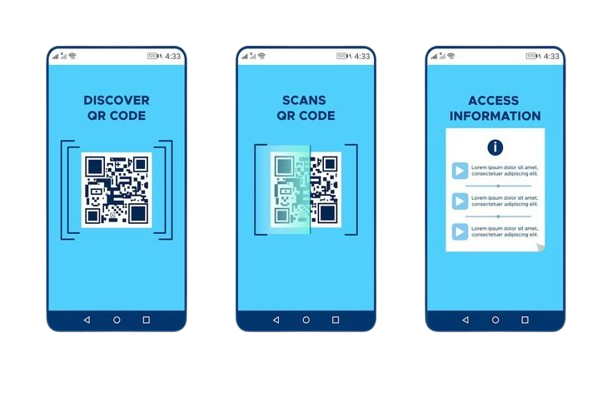 4:33
DISCOVER
QR CODE
4:33
SCANS
QR CODE
4:33
ACCESS
INFORMATION
i
Lorem ipsum dolor sit amet,
consectetuer adipiscing elit.
Lorem ipsum dolor sit amet,
consectetuer adipiscing elit.
Lorem ipsum dolor sit amet,
consectetuer adipiscing elit.